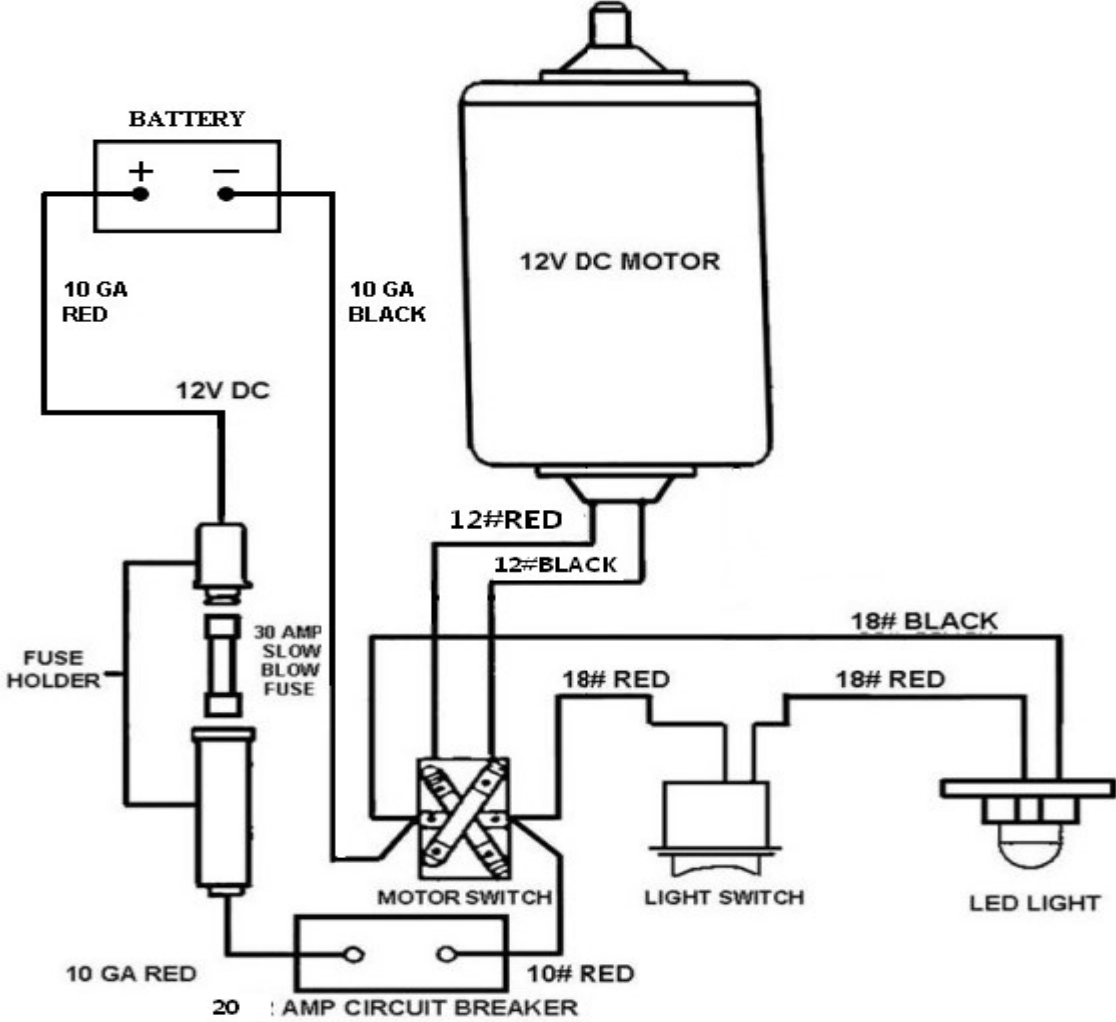 BATTERY
+ −
12V DC MOTOR
10 GA
RED
10 GA
BLACK
12V DC
12#RED
12#BLACK
18# BLACK
30 AMP
SLOW
BLOW
FUSE
FUSE
HOLDER
18# RED
18# RED
MOTOR SWITCH
LIGHT SWITCH
LED LIGHT
10 GA RED
10# RED
20 AMP CIRCUIT BREAKER